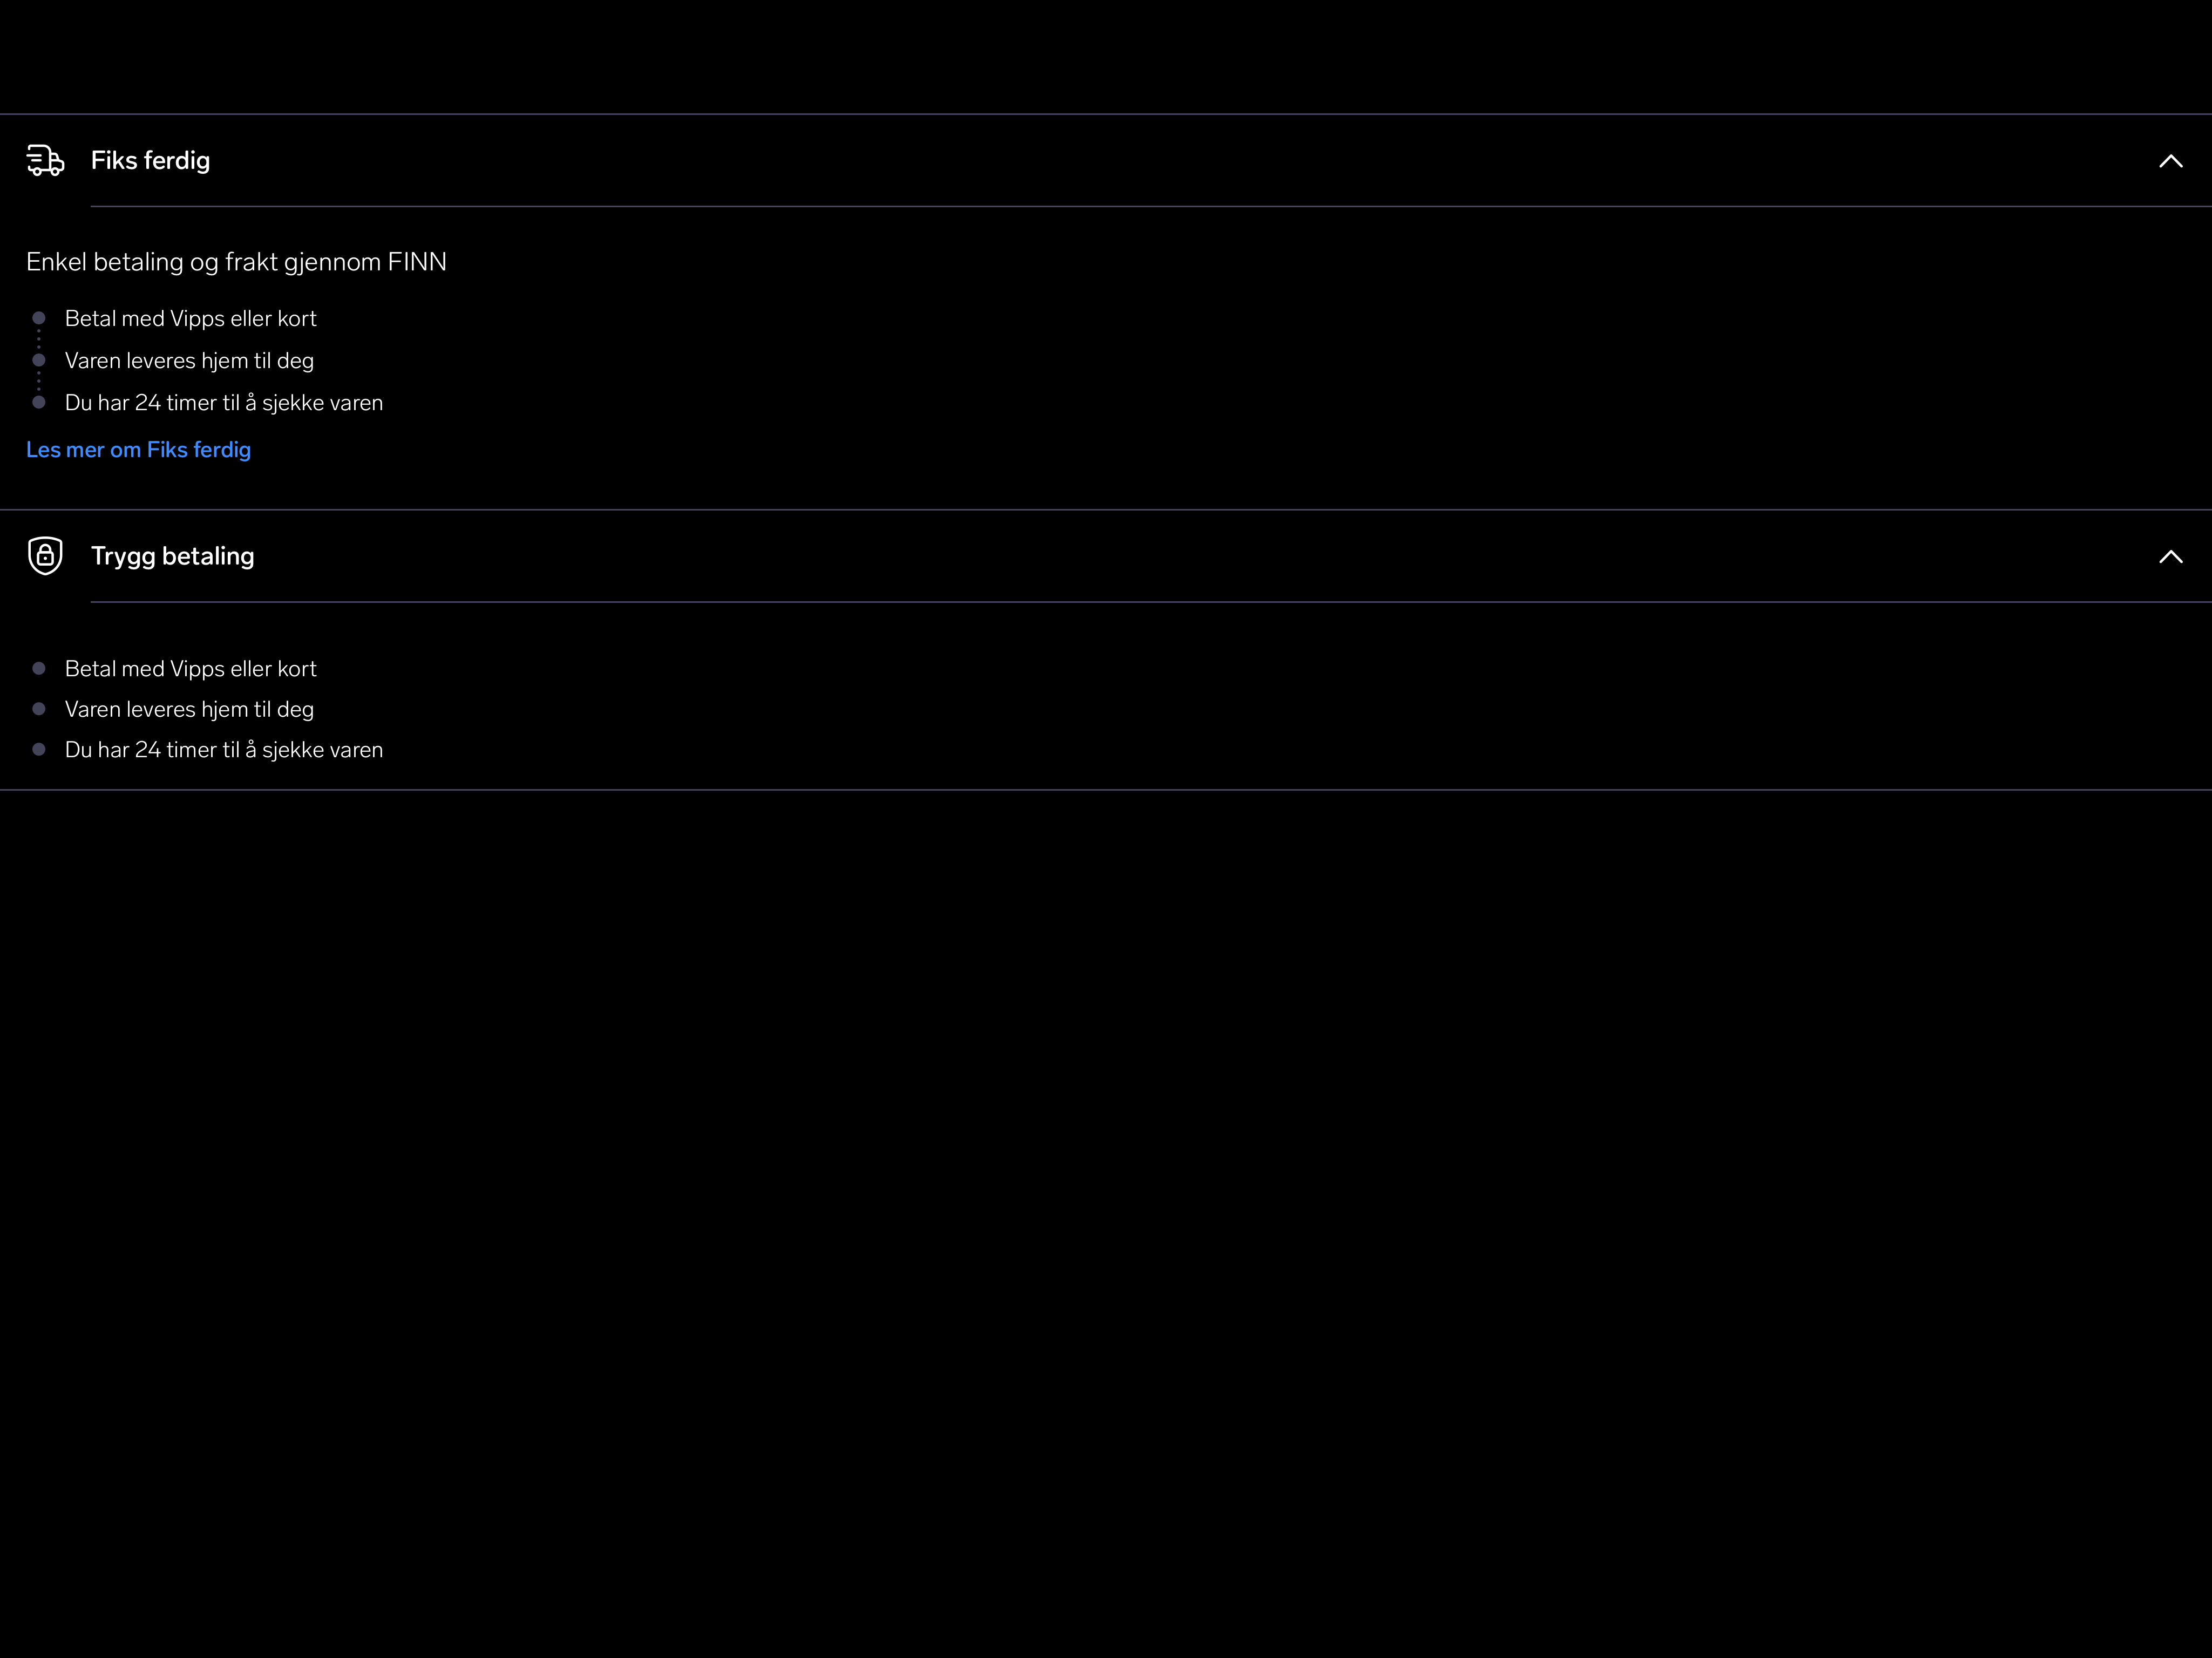 Fiks ferdig
Enkel betaling og frakt gjennom FINN
Betal med Vipps eller kort
Varen leveres hjem til deg
Du har 24 timer til å sjekke varen
Les mer om Fiks ferdig
Trygg betaling
Betal med Vipps eller kort
Varen leveres hjem til deg
Du har 24 timer til å sjekke varen